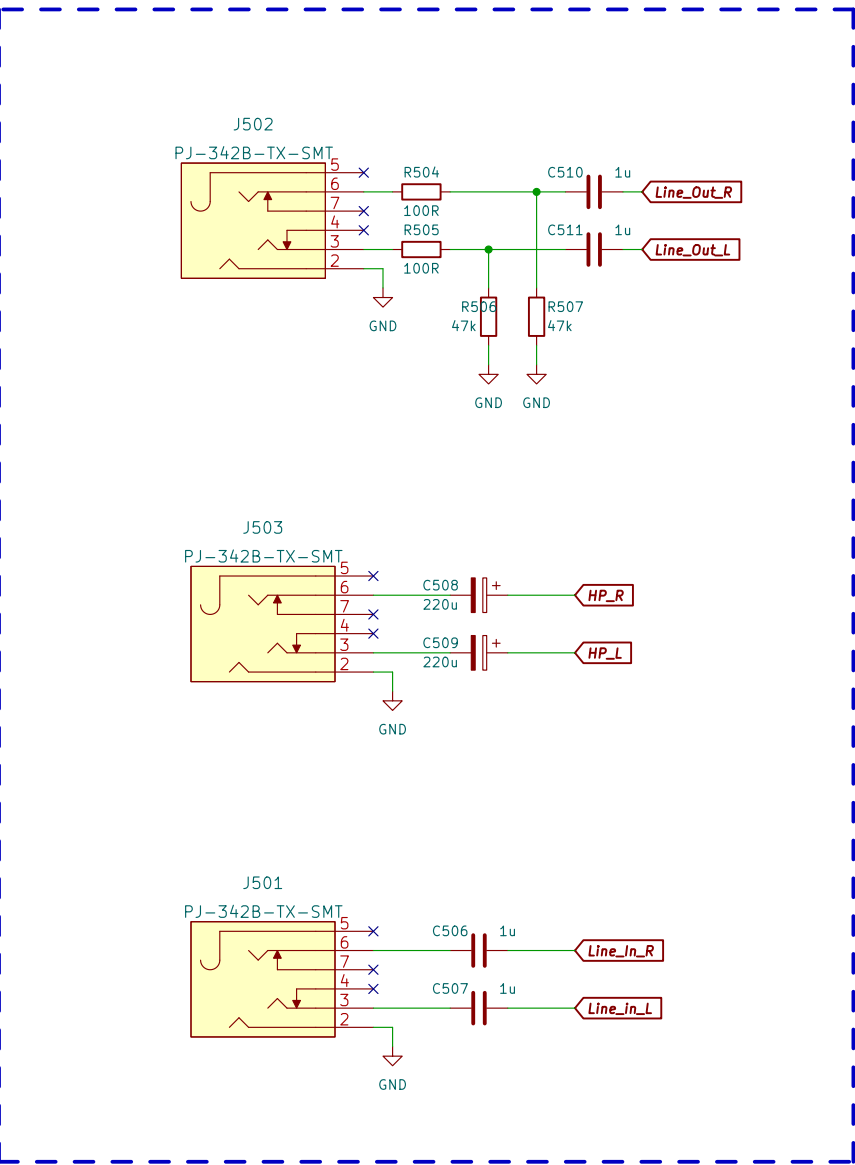 J502
PJ-342B-TX-SMT
5
6
7
4
3
2
R504
100R
R505
100R
C510 1u
C511 1u
Line_Out_R
Line_Out_L
GND
R506
47k
R507
47k
GND
GND
J503
PJ-342B-TX-SMT
5
6
7
4
3
2
C508
220u
+
C509
220u
+
HP_R
HP_L
GND
J501
PJ-342B-TX-SMT
5
6
7
4
3
2
C506 1u
C507 1u
Line_In_R
Line_in_L
GND